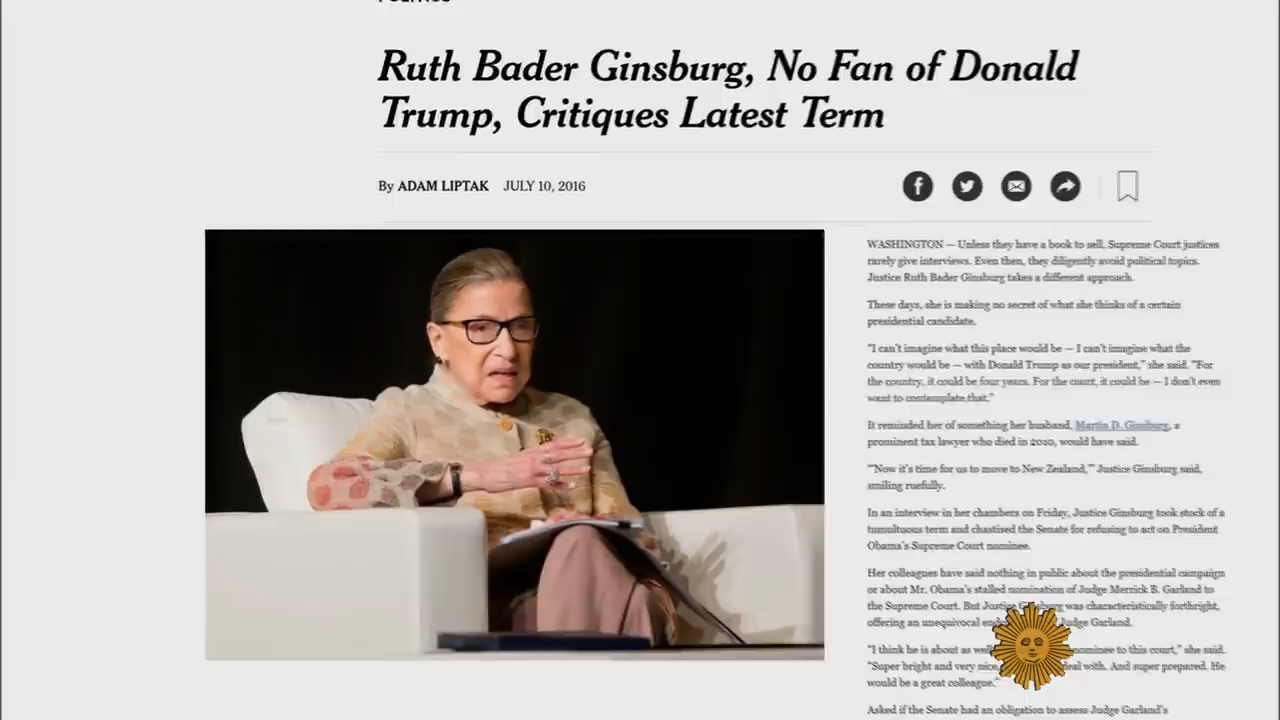 Ruth Bader Ginsburg, No Fan of Donald
Trump, Critiques Latest Term
By ADAM LIPTAK JULY 10, 2016
WASHINGTON — Unless they have a book to sell, Supreme Court justices
rarely give interviews. Even then, they diligently avoid political topics.
Justice Ruth Bader Ginsburg takes a different approach.
These days, she is making no secret of what she thinks of a certain
presidential candidate.
"I can't imagine what this place would be — I can't imagine what the
country would be — with Donald Trump as our president," she said. "For
the country, it could be four years. For the court, it could be — I don't even
want to contemplate that."
It reminded her of something her husband, Martin D. Ginsburg, a
prominent tax lawyer who died in 2010, would have said.
"'Now it's time for us to move to New Zealand,'" Justice Ginsburg said,
smiling ruefully.
In an interview in her chambers on Friday, Justice Ginsburg took stock of a
tumultuous term and chastised the Senate for refusing to act on President
Obama's Supreme Court nominee.
Her colleagues have said nothing in public about the presidential campaign
or about Mr. Obama's stalled nomination of Judge Merrick B. Garland to
the Supreme Court. But Justice Ginsburg was characteristically forthright,
offering an unequivocal Judge Garland.
"I think he is about as well nominee to this court," she said.
"Super bright and very nice, deal with. And super prepared. He
would be a great colleague."
Asked if the Senate had an obligation to assess Judge Garland's